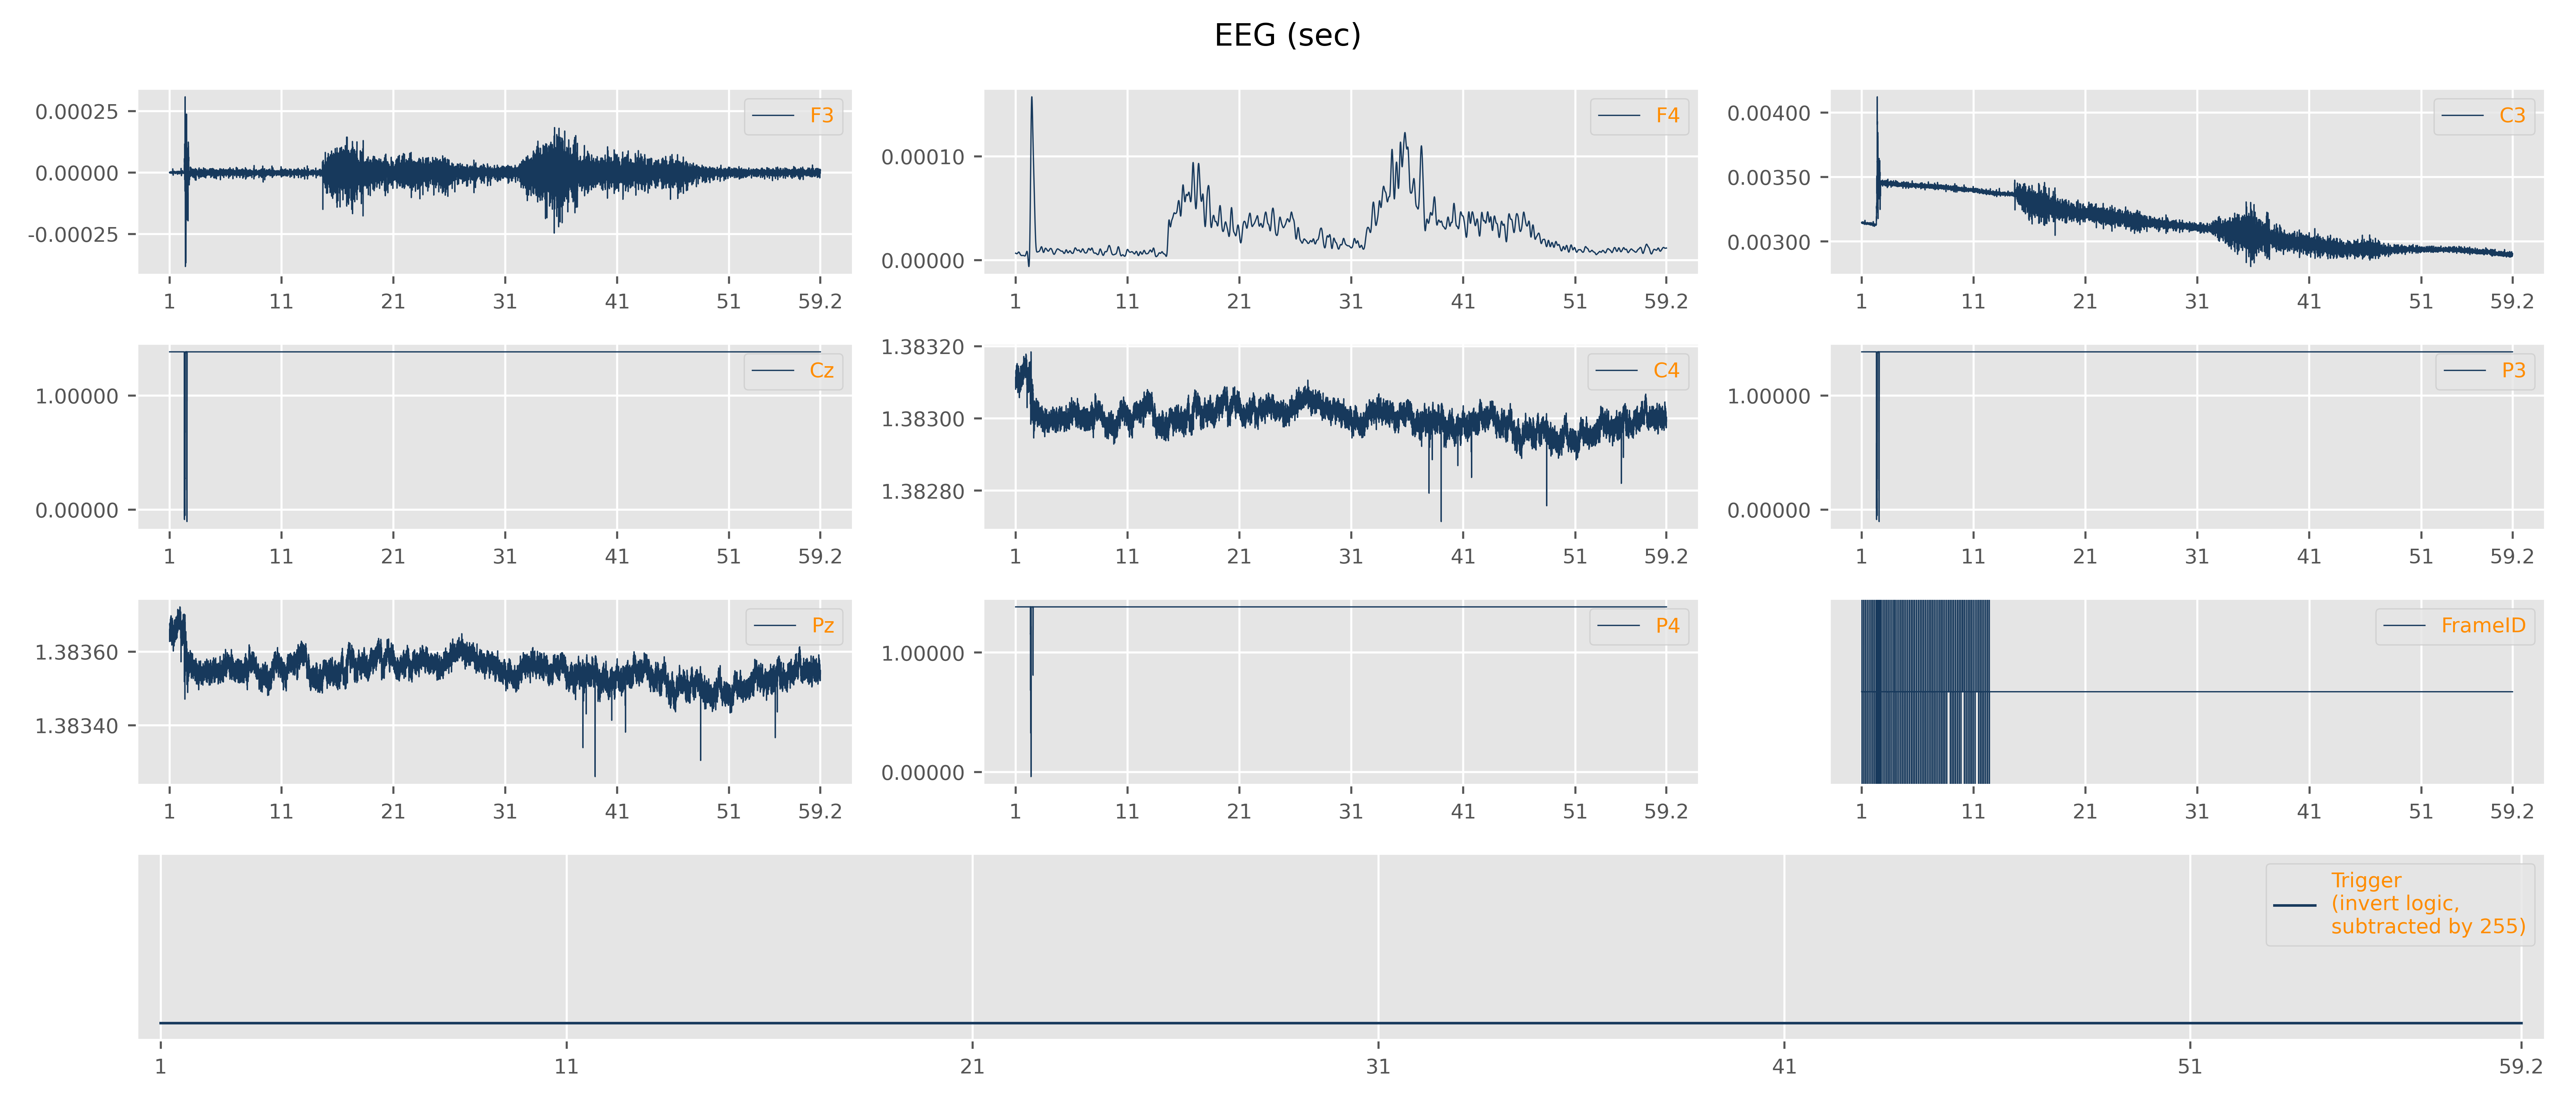 EEG (sec)
0.00025
0.00000
-0.00025
F3
1 11 21 31 41 51 59.2
0.00010
0.00000
F4
1 11 21 31 41 51 59.2
0.00400
0.00350
0.00300
C3
1 11 21 31 41 51 59.2
1.00000
0.00000
Cz
1 11 21 31 41 51 59.2
1.38320
1.38300
1.38280
C4
1 11 21 31 41 51 59.2
1.00000
0.00000
P3
1 11 21 31 41 51 59.2
1.38360
1.38340
Pz
1 11 21 31 41 51 59.2
1.00000
0.00000
P4
1 11 21 31 41 51 59.2
FrameID
1 11 21 31 41 51 59.2
Trigger
(invert logic,
subtracted by 255)
1 11 21 31 41 51 59.2